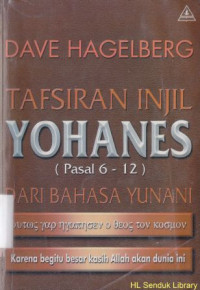 DAVE HAGELBERG
TAFSIRAN INJIL
YOHANES
( Pasal 6 - 12 )
DARI BAHASA YUNANI
ουτως γαρ ηγαπησεν ο θεος τον κοσμον
Karena begitu besar kasih Allah akan dunia ini
HL Senduk Library